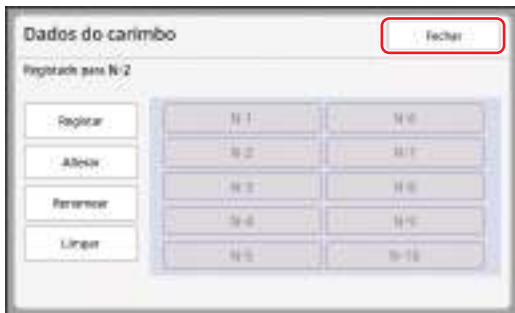 Dados do carimbo
Fechar
Registado para N-2
Registar
N-1
N-6
Alterar
N-2
N-7
Renomear
N-3
N-8
Limpar
N-4
N-9
N-5
N-10